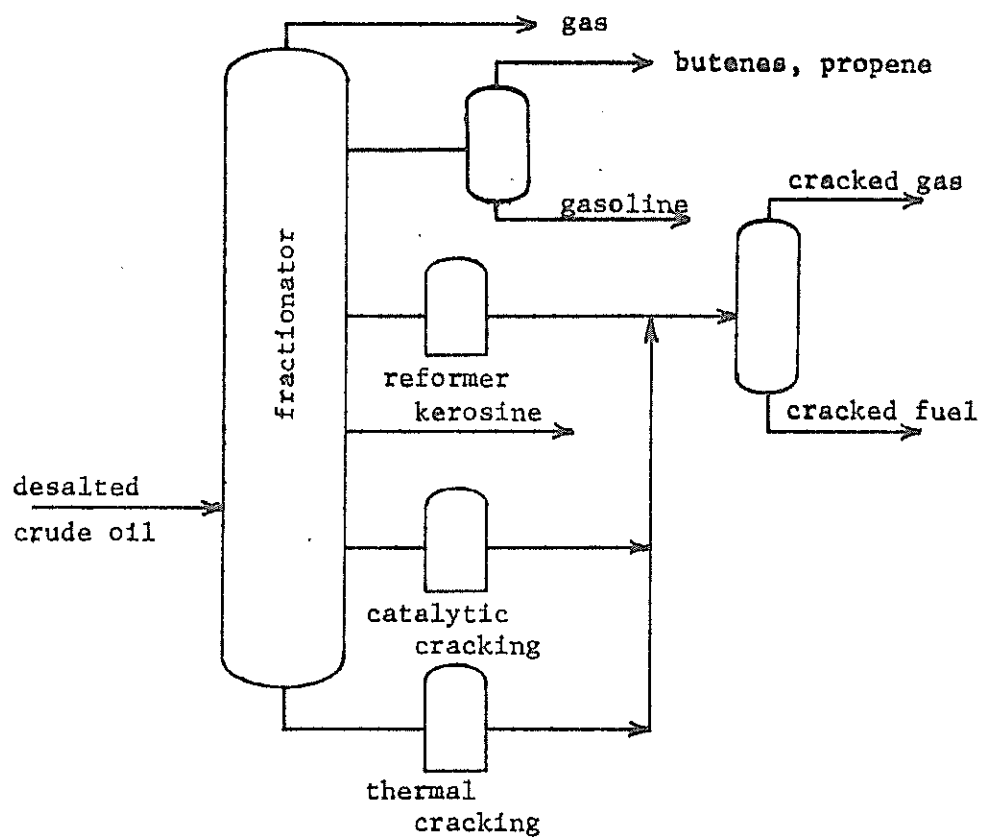 gas
butenes, propene
cracked gas
gasoline
fractionator
reformer
kerosine
cracked fuel
desalted
crude oil
catalytic
cracking
thermal
cracking